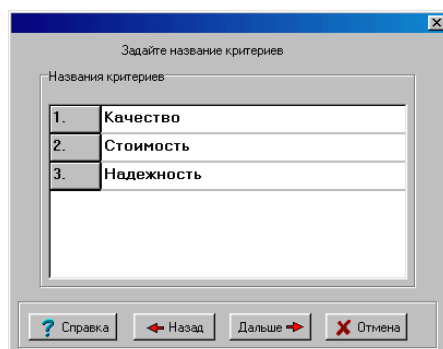 Задайте название критериев
Названия критериев
1. Качество
2. Стоимость
3. Надежность
? Справка Назад Дальше Отмена